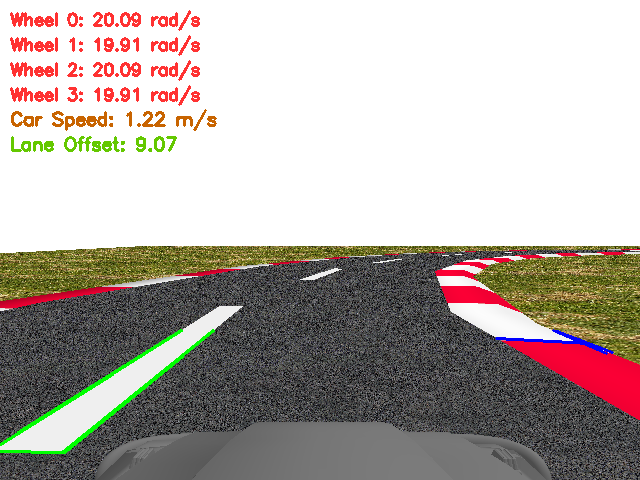 Wheel 0: 20.09 rad/s
Wheel 1: 19.91 rad/s
Wheel 2: 20.09 rad/s
Wheel 3: 19.91 rad/s
Car Speed: 1.22 m/s
Lane Offset: 9.07